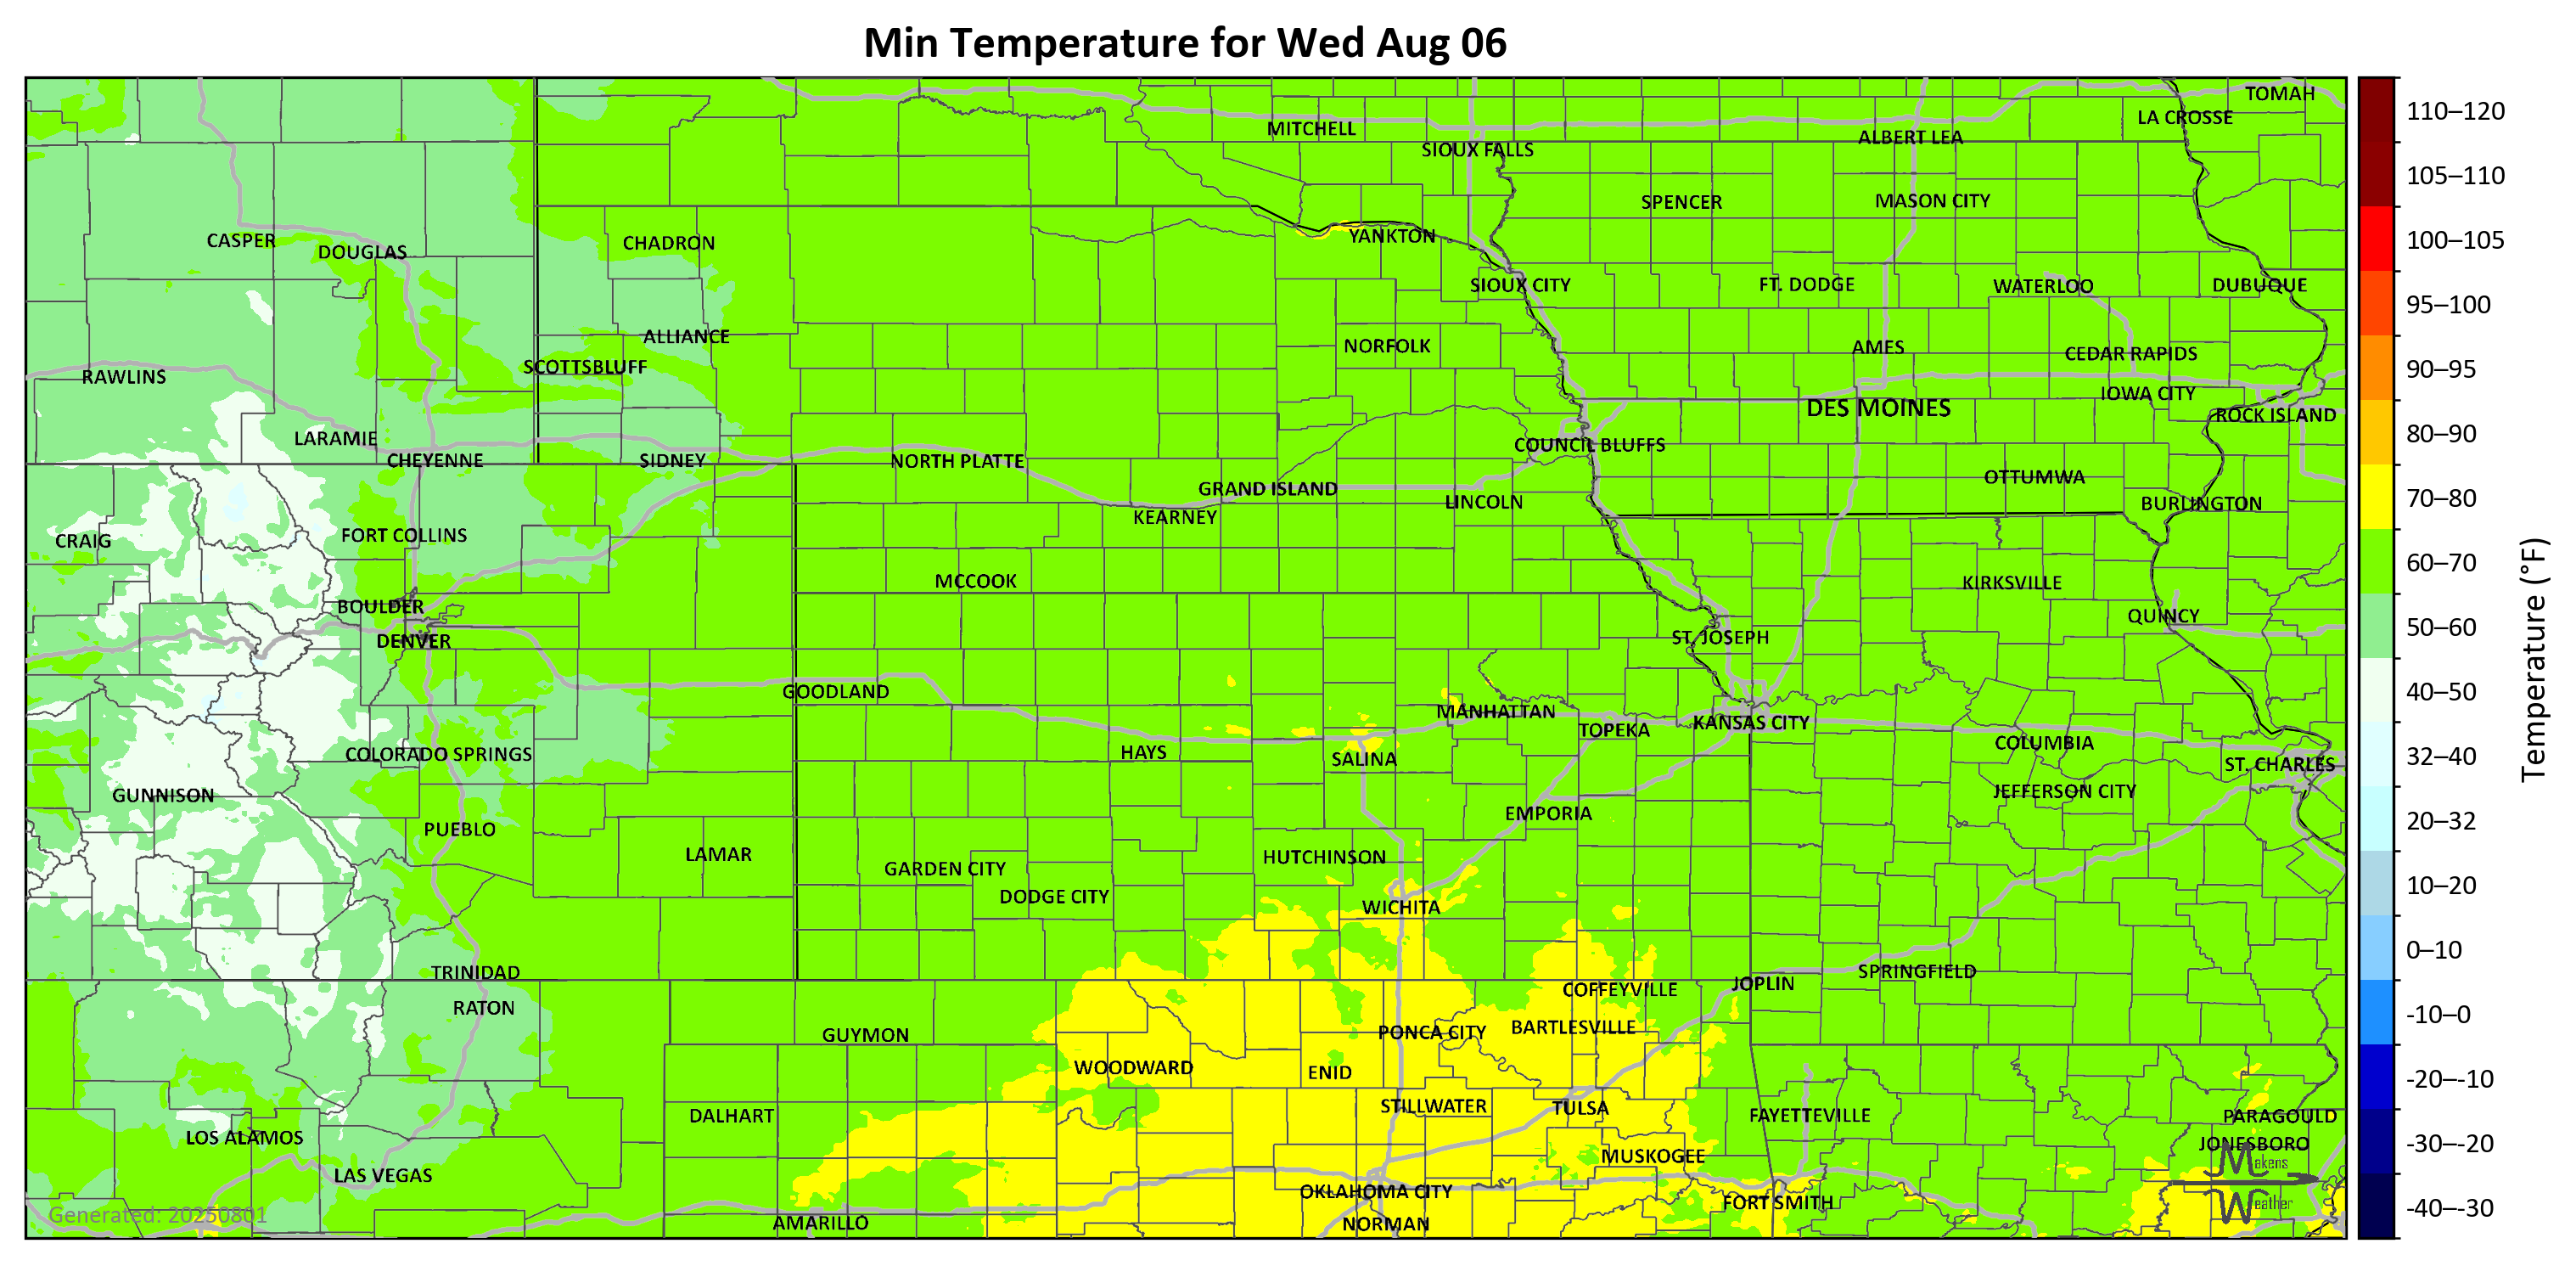 Min Temperature for Wed Aug 06
TOMAH
LA CROSSE
MITCHELL
ALBERT LEA
SIOUX FALLS
SPENCER
MASON CITY
CASPER
DOUGLAS
CHADRON
YANKTON
SIOUX CITY
FT. DODGE
WATERLOO
DUBUQUE
ALLIANCE
NORFOLK
AMES
CEDAR RAPIDS
SCOTTSBLUFF
RAWLINS
IOWA CITY
DES MOINES
ROCK ISLAND
LARAMIE
COUNCIL BLUFFS
CHEYENNE
SIDNEY
NORTH PLATTE
OTTUMWA
GRAND ISLAND
LINCOLN
BURLINGTON
KEARNEY
FORT COLLINS
CRAIG
MCCOOK
KIRKSVILLE
BOULDER
QUINCY
DENVER
ST. JOSEPH
GOODLAND
MANHATTAN
KANSAS CITY
TOPEKA
COLUMBIA
COLORADO SPRINGS
HAYS
SALINA
ST. CHARLES
GUNNISON
JEFFERSON CITY
EMPORIA
PUEBLO
LAMAR
HUTCHINSON
GARDEN CITY
DODGE CITY
WICHITA
TRINIDAD
SPRINGFIELD
JOPLIN
COFFEYVILLE
RATON
GUYMON
PONCA CITY
BARTLESVILLE
WOODWARD
ENID
STILLWATER
TULSA
DALHART
FAYETTEVILLE
PARAGOULD
LOS ALAMOS
JONESBORO
MUSKOGEE
LAS VEGAS
OKLAHOMA CITY
FORT SMITH
AMARILLO
NORMAN
Generated: 20250801
Makens
Weather
110–120
105–110
100–105
95–100
90–95
80–90
70–80
60–70
50–60
40–50
32–40
20–32
10–20
0–10
-10–0
-20–-10
-30–-20
-40–-30
Temperature (°F)